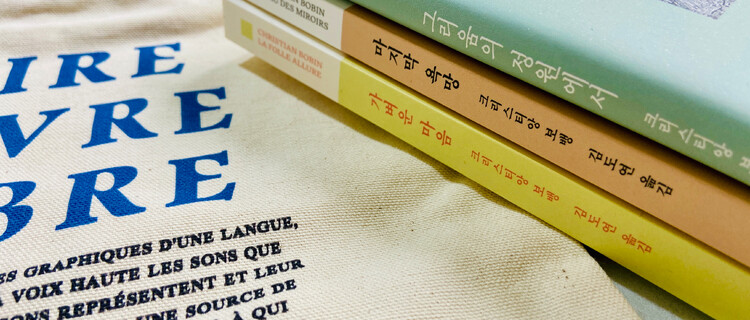 IRE
VRE
BRE
ES GRAPHIQUES D'UNE LANGUE,
VOIX HAUTE LES SONS QUE
SONS REPRÉSENTENT ET LEUR
UNE SOURCE DE
À QUI
그리움의 정원에서 크리스티앙 보
BOBIN
DES MIROIRS
마지막 욕망 크리스티앙 보뱅 김도연 옮김
CHRISTIAN BOBIN
LA FOLLE ALLURE
가벼운 마음 크리스티앙 보뱅 김도연 옮김